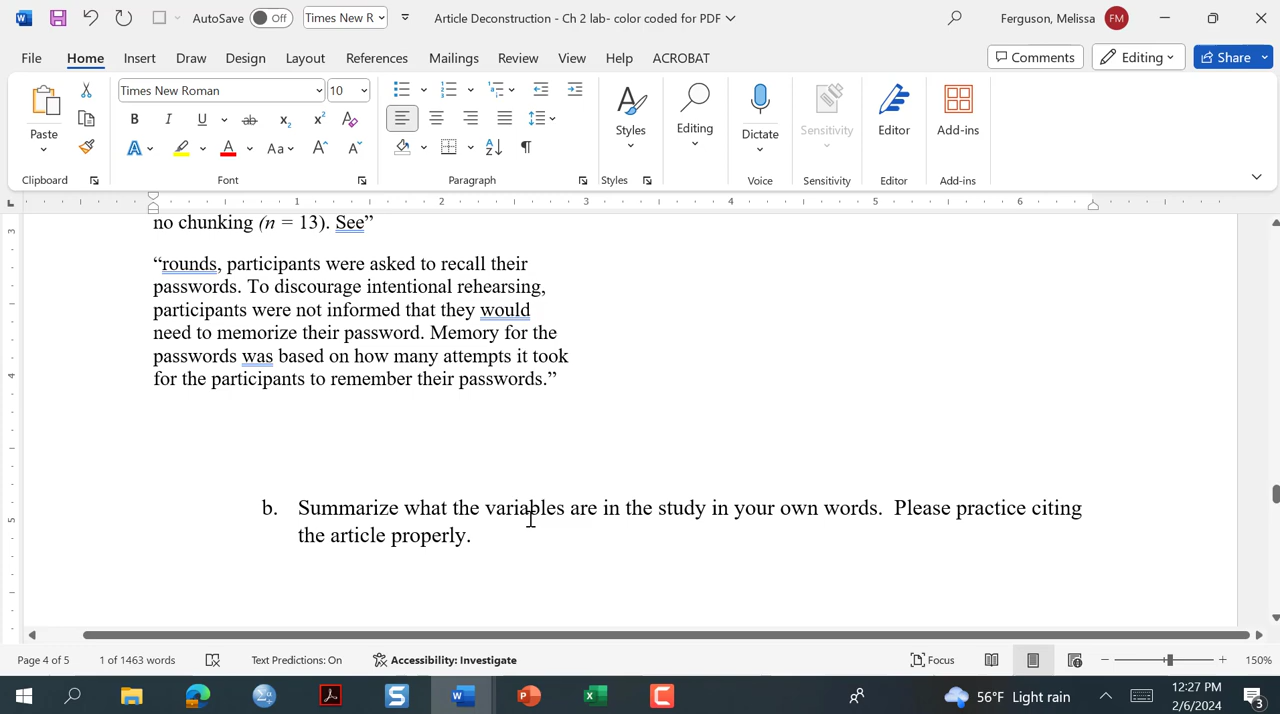 AutoSave Off Times New R Article Deconstruction - Ch 2 lab- color coded for PDF Ferguson, Melissa FM
File Home Insert Draw Design Layout References Mailings Review View Help ACROBAT Comments Editing Share
Times New Roman 10
Paste Styles Editing Dictate Sensitivity Editor Add-ins
Clipboard Font Paragraph Styles Voice Sensitivity Editor Add-ins
1 2 3 4 5 6
no chunking (n = 13). See”
“rounds, participants were asked to recall their
passwords. To discourage intentional rehearsing,
participants were not informed that they would
need to memorize their password. Memory for the
passwords was based on how many attempts it took
for the participants to remember their passwords.”
b. Summarize what the variables are in the study in your own words. Please practice citing
the article properly.
Page 4 of 5 1 of 1463 words Text Predictions: On Accessibility: Investigate Focus 150%
56°F Light rain 12:27 PM
2/6/2024 3